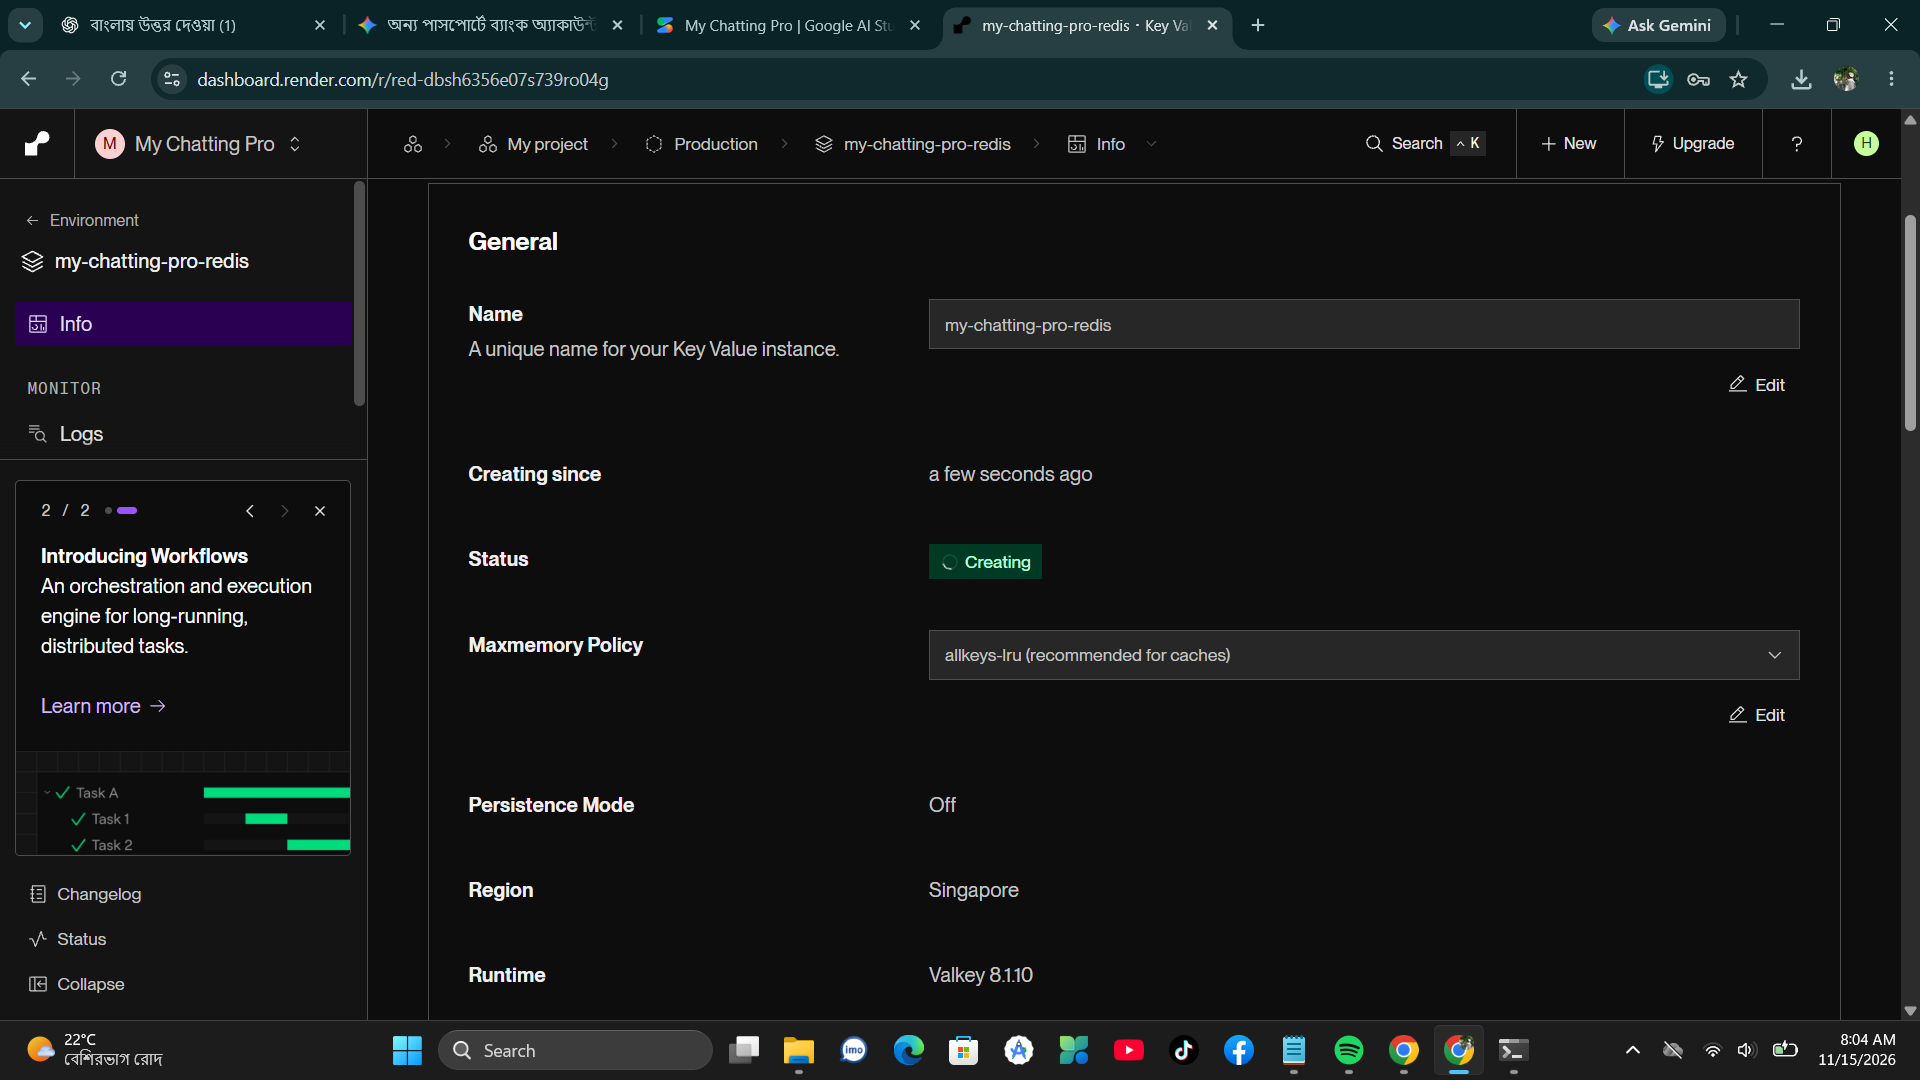 বাংলায় উত্তর দেওয়া (1)
অন্য পাসপোর্টে ব্যাংক অ্যাকাউন্ট
My Chatting Pro | Google AI Stu
my-chatting-pro-redis · Key Val
Ask Gemini
dashboard.render.com/r/red-dbsh6356e07s739ro04g
M
My Chatting Pro
My project
Production
my-chatting-pro-redis
Info
Search
K
New
Upgrade
?
H
Environment
my-chatting-pro-redis
Info
MONITOR
Logs
2 / 2
Introducing Workflows
An orchestration and execution
engine for long-running,
distributed tasks.
Learn more →
Task A
Task 1
Task 2
Changelog
Status
Collapse
General
Name
A unique name for your Key Value instance.
my-chatting-pro-redis
Edit
Creating since
a few seconds ago
Status
Creating
Maxmemory Policy
allkeys-lru (recommended for caches)
Edit
Persistence Mode
Off
Region
Singapore
Runtime
Valkey 8.1.10
22°C
বেশিরভাগ রোদ
Search
imo
8:04 AM
11/15/2026